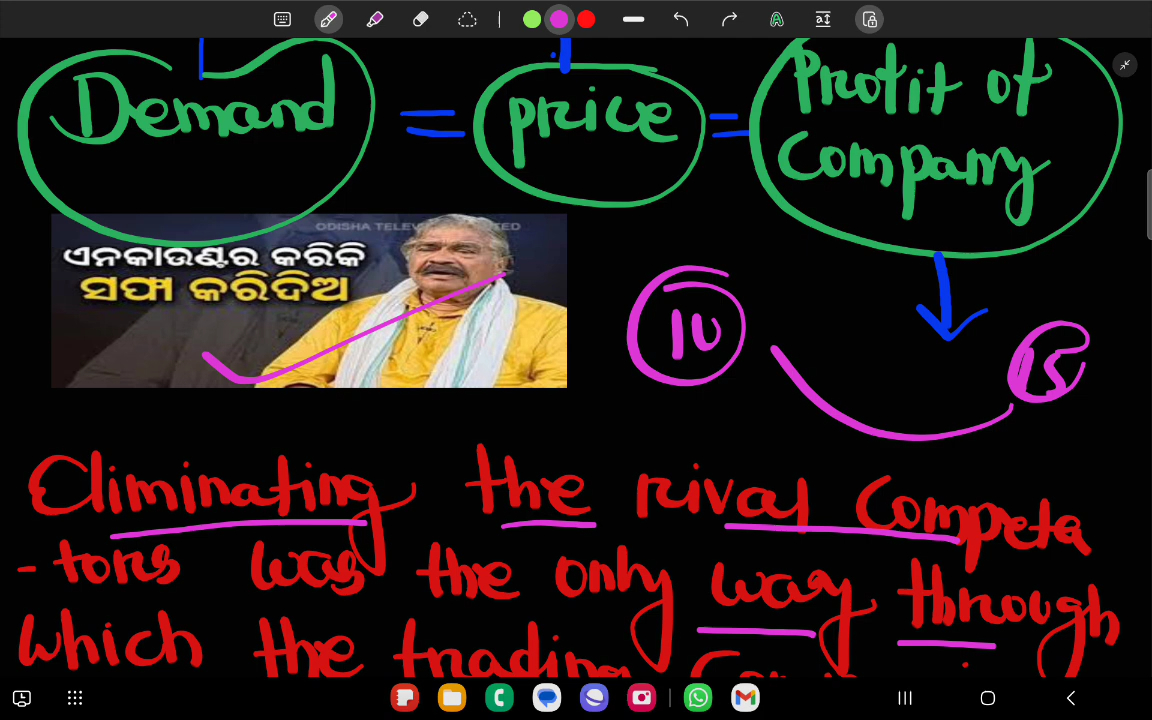 Demand = price = Profit of
Company
ODISHA TELEV
TED
ଏନକାଉଣ୍ଟର କରିକି
ସଫା କରିଦିଅ
10
15
Eliminating the rival Competa
-tors was the only way through
which the trading